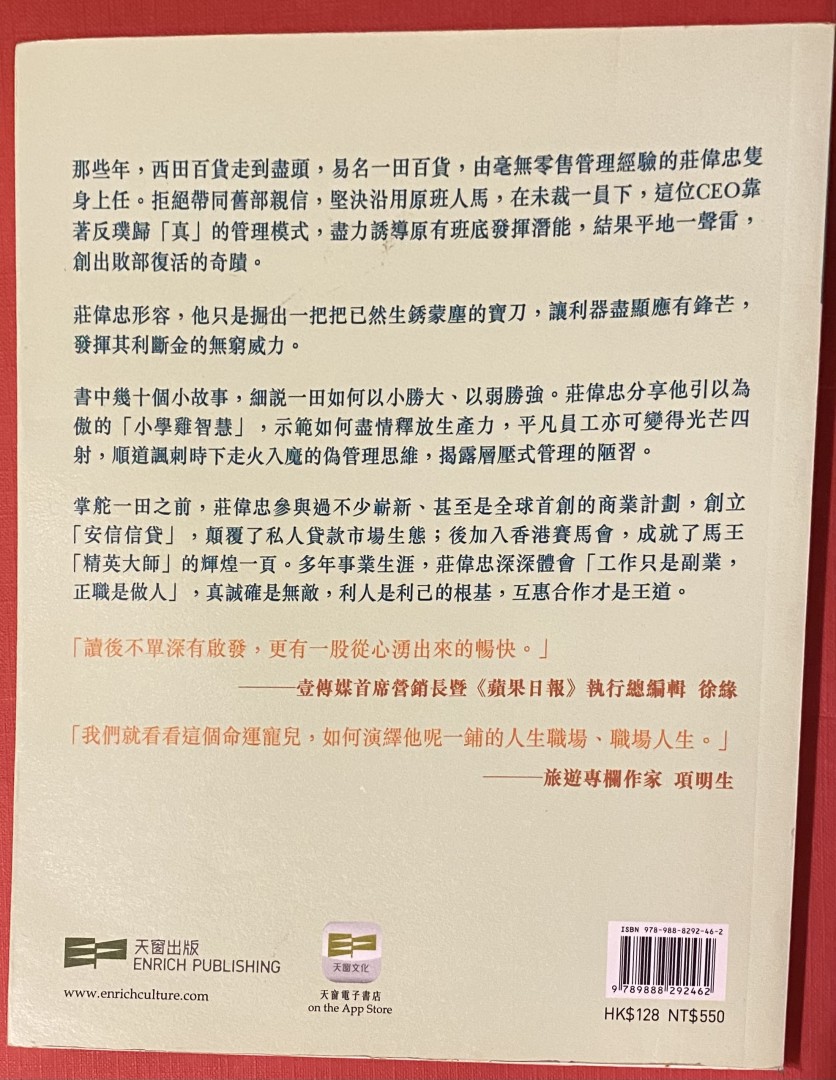 那些年，西田百貨走到盡頭，易名一田百貨，由毫無零售管理經驗的莊偉忠隻
身上任。拒絕帶同舊部親信，堅決沿用原班人馬，在未裁一員下，這位CEO靠
著反璞歸「真」的管理模式，盡力誘導原有班底發揮潛能，結果平地一聲雷，
創出敗部復活的奇蹟。
莊偉忠形容，他只是掘出一把把已然生銹蒙塵的寶刀，讓利器盡顯應有鋒芒，
發揮其利斷金的無窮威力。
書中幾十個小故事，細説一田如何以小勝大、以弱勝強。莊偉忠分享他引以為
傲的「小學雞智慧」，示範如何盡情釋放生產力，平凡員工亦可變得光芒四
射，順道諷刺時下走火入魔的偽管理思維，揭露層壓式管理的陋習。
掌舵一田之前，莊偉忠參與過不少嶄新、甚至是全球首創的商業計劃，創立
「安信信貸」，顛覆了私人貸款市場生態；後加入香港賽馬會，成就了馬王
「精英大師」的輝煌一頁。多年事業生涯，莊偉忠深深體會「工作只是副業，
正職是做人」，真誠確是無敵，利人是利己的根基，互惠合作才是王道。
「讀後不單深有啟發，更有一股從心湧出來的暢快。」
———壹傳媒首席營銷長暨《蘋果日報》執行總編輯 徐緣
「我們就看看這個命運寵兒，如何演繹他呢一鋪的人生職場、職場人生。」
———旅遊專欄作家 項明生
天窗出版
ENRICH PUBLISHING
www.enrichculture.com
天窗文化
天窗電子書店
on the App Store
ISBN 978-988-8292-46-2
9 789888 292462
HK$128 NT$550